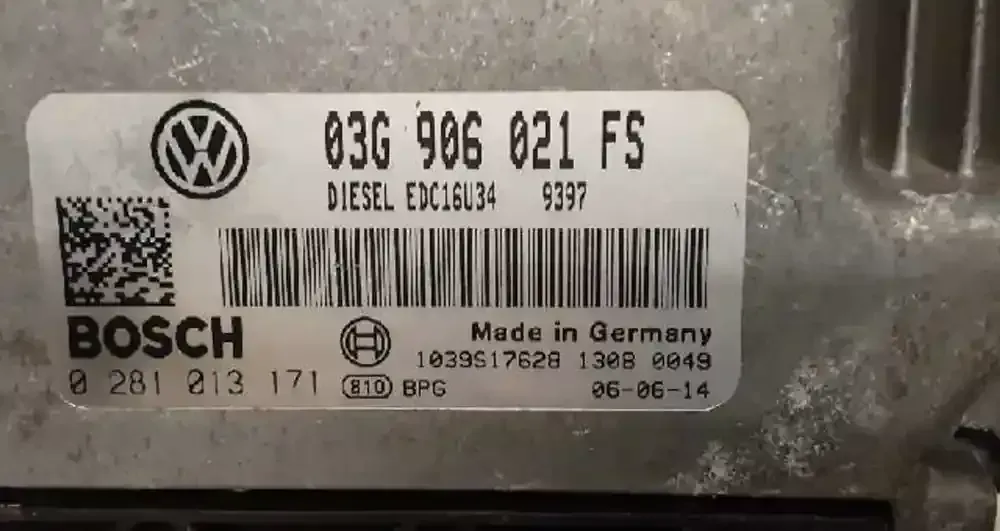 03G 906 021 FS
DIESEL EDC16U34 9397
BOSCH
Made in Germany
1039S17628 1308 0049
0 281 013 171 810 BPG 06-06-14